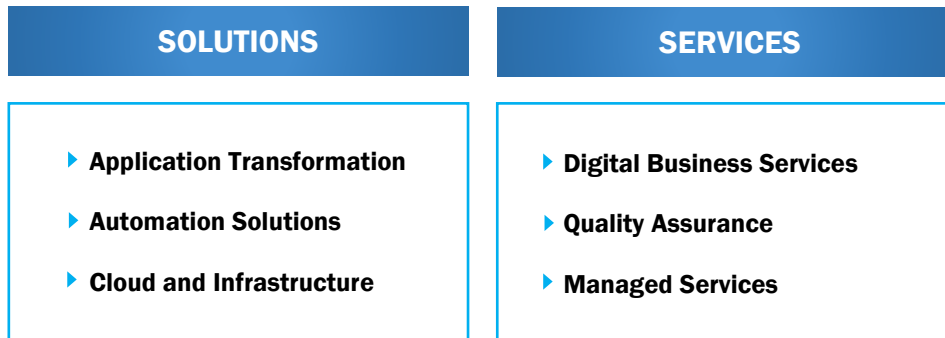 SOLUTIONS
Application Transformation
Automation Solutions
Cloud and Infrastructure
SERVICES
Digital Business Services
Quality Assurance
Managed Services